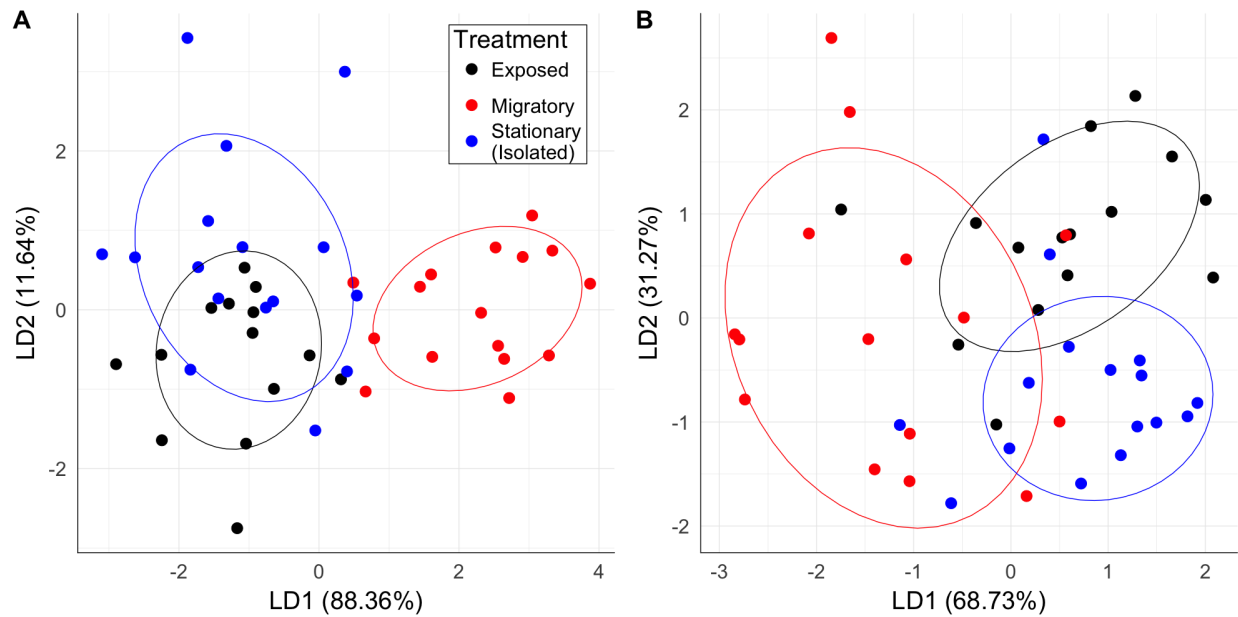 A
Treatment
Exposed
Migratory
Stationary
(Isolated)
2
0
-2
-2
0
2
4
LD1 (88.36%)
LD2 (11.64%)
B
2
1
0
-1
-2
-3
-2
-1
0
1
2
LD1 (68.73%)
LD2 (31.27%)